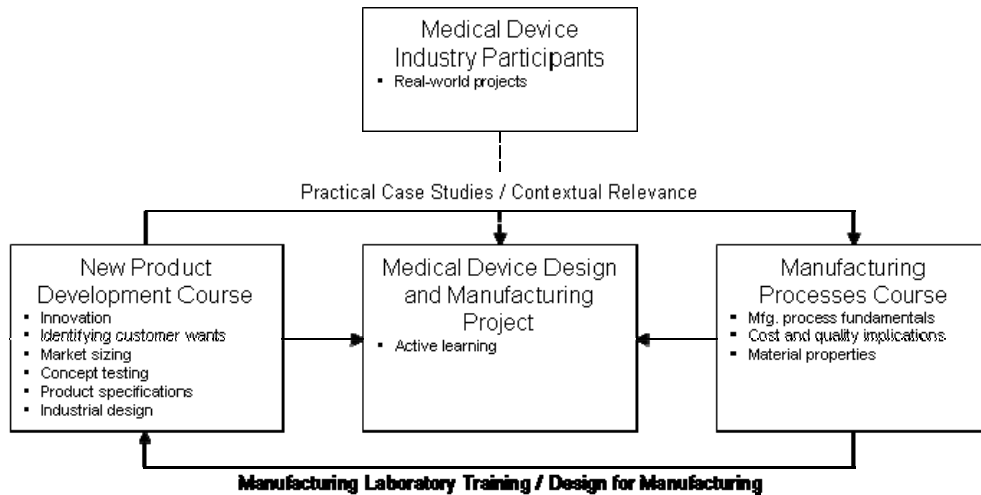 Medical Device
Industry Participants
▪ Real-world projects
Practical Case Studies / Contextual Relevance
New Product
Development Course
▪ Innovation
▪ Identifying customer wants
▪ Market sizing
▪ Concept testing
▪ Product specifications
▪ Industrial design
Medical Device Design
and Manufacturing
Project
▪ Active learning
Manufacturing
Processes Course
▪ Mfg. process fundamentals
▪ Cost and quality implications
▪ Material properties
Manufacturing Laboratory Training / Design for Manufacturing